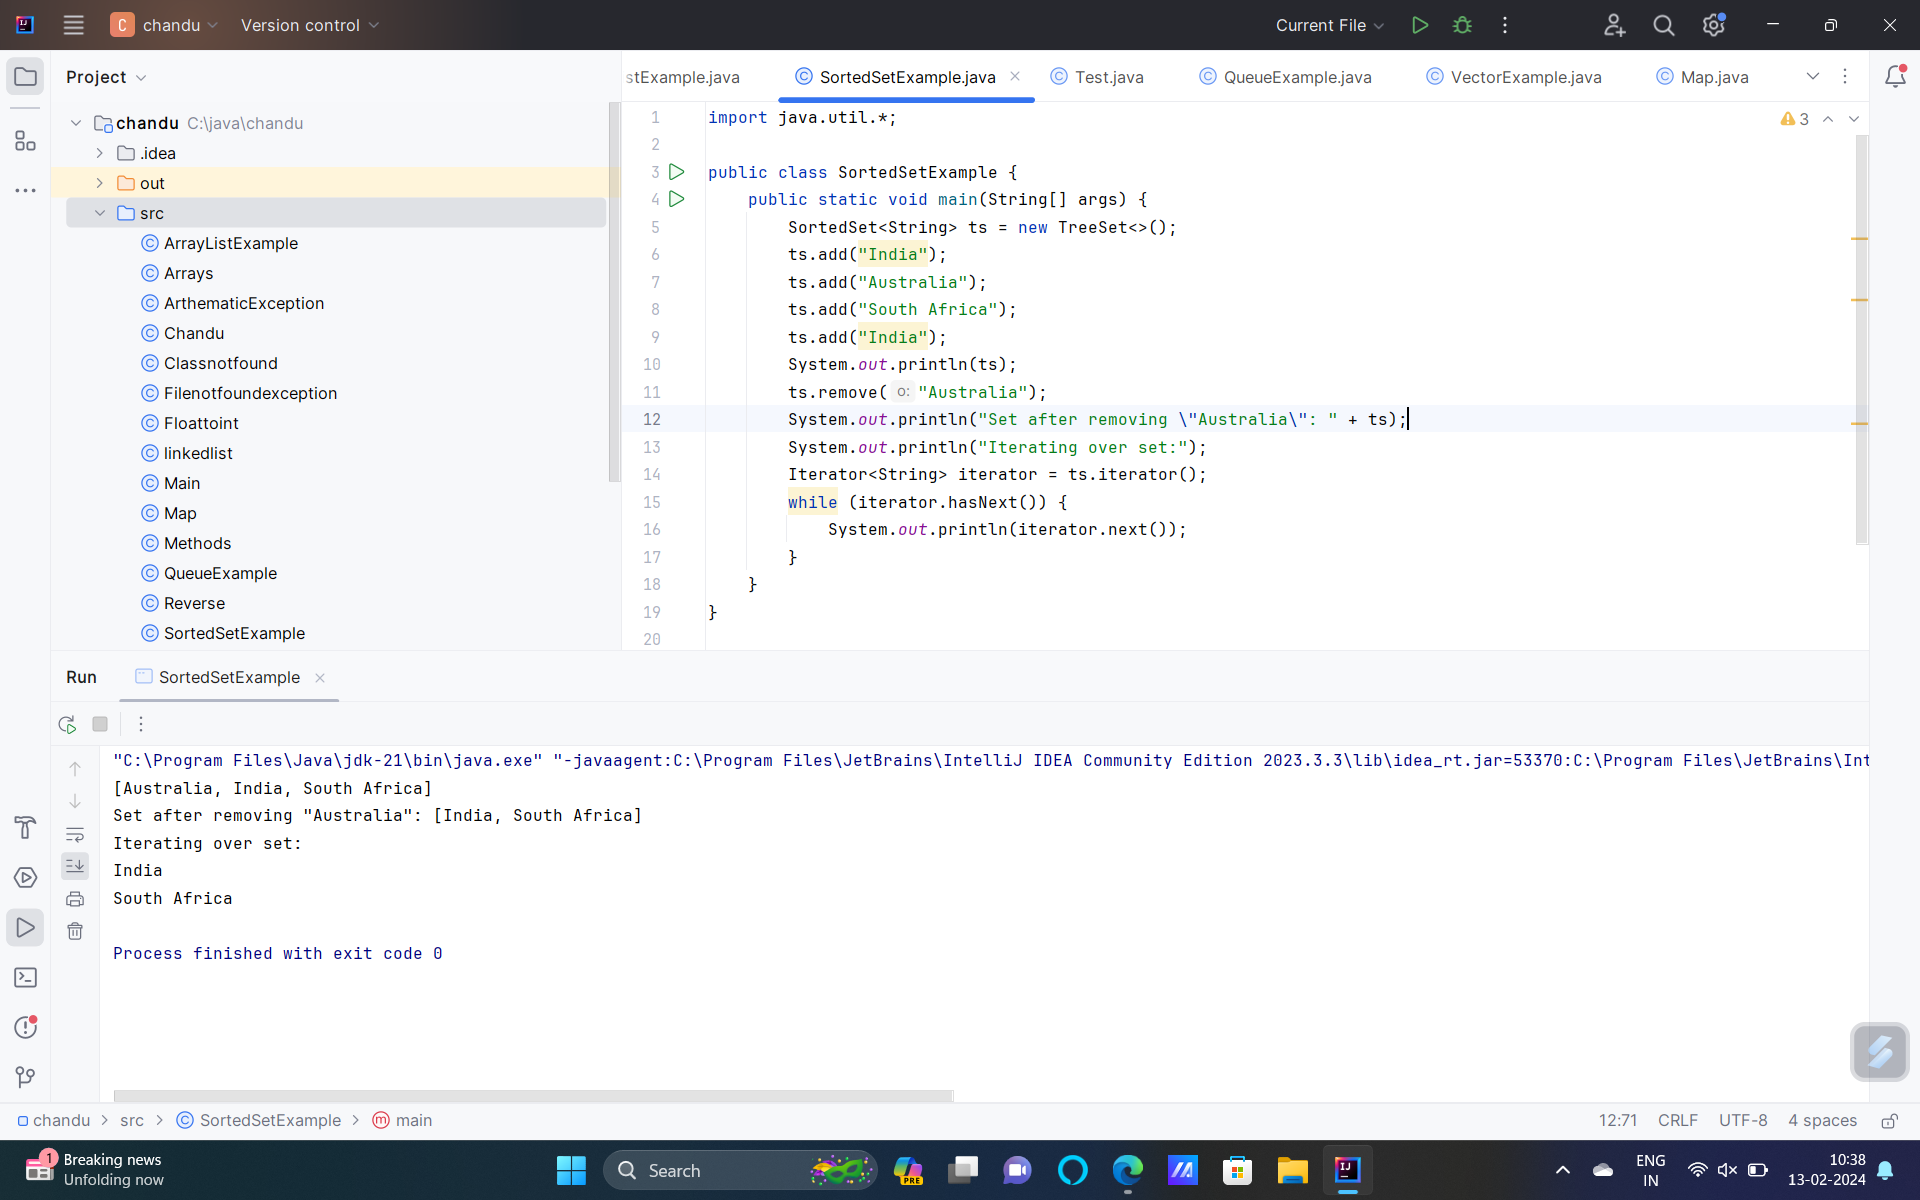 C chandu Version control Current File
Project
stExample.java SortedSetExample.java Test.java QueueExample.java VectorExample.java Map.java
chandu C:\java\chandu
.idea
out
src
ArrayListExample
Arrays
ArthematicException
Chandu
Classnotfound
Filenotfoundexception
Floattoint
linkedlist
Main
Map
Methods
QueueExample
Reverse
SortedSetExample
3
1 import java.util.*;
2
3 public class SortedSetExample {
4 public static void main(String[] args) {
5 SortedSet<String> ts = new TreeSet<>();
6 ts.add("India");
7 ts.add("Australia");
8 ts.add("South Africa");
9 ts.add("India");
10 System.out.println(ts);
11 ts.remove( o: "Australia");
12 System.out.println("Set after removing \"Australia\": " + ts);
13 System.out.println("Iterating over set:");
14 Iterator<String> iterator = ts.iterator();
15 while (iterator.hasNext()) {
16 System.out.println(iterator.next());
17 }
18 }
19 }
20
Run SortedSetExample
"C:\Program Files\Java\jdk-21\bin\java.exe" "-javaagent:C:\Program Files\JetBrains\IntelliJ IDEA Community Edition 2023.3.3\lib\idea_rt.jar=53370:C:\Program Files\JetBrains\Int
[Australia, India, South Africa]
Set after removing "Australia": [India, South Africa]
Iterating over set:
India
South Africa
Process finished with exit code 0
chandu > src > SortedSetExample > main 12:71 CRLF UTF-8 4 spaces
1 Breaking news
Unfolding now
Search
PRE
IJ
ENG
IN
10:38
13-02-2024